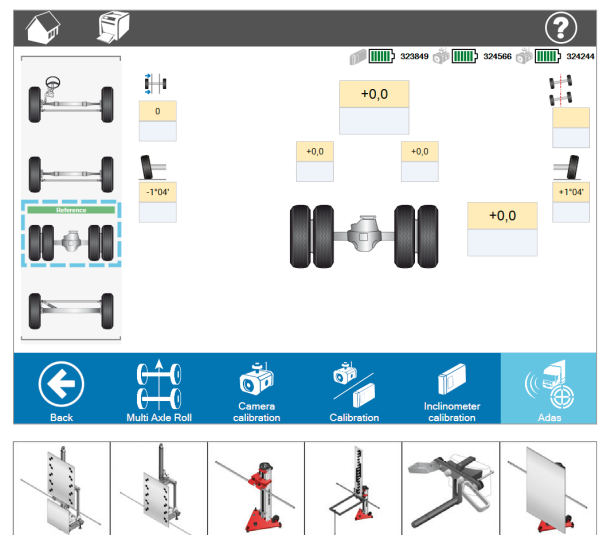 ?
323849 324566 324244
+0,0
0
+0,0 +0,0
-1°04'
+1°04'
Reference
+0,0
Back
Multi Axle Roll
Camera
calibration
Calibration
Inclinometer
calibration
Adas